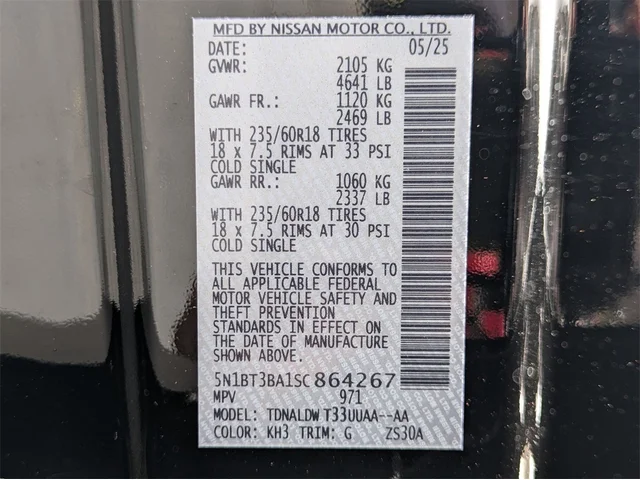 MFD BY NISSAN MOTOR CO., LTD.
DATE: 05/25
GVWR: 2105 KG
4641 LB
GAWR FR.: 1120 KG
2469 LB
WITH 235/60R18 TIRES
18 x 7.5 RIMS AT 33 PSI
COLD SINGLE
GAWR RR.: 1060 KG
2337 LB
WITH 235/60R18 TIRES
18 x 7.5 RIMS AT 30 PSI
COLD SINGLE
THIS VEHICLE CONFORMS TO
ALL APPLICABLE FEDERAL
MOTOR VEHICLE SAFETY AND
THEFT PREVENTION
STANDARDS IN EFFECT ON
THE DATE OF MANUFACTURE
SHOWN ABOVE.
5N1BT3BA1SC864267
MPV 971
MODEL: TDNALDW T33UUAA--AA
COLOR: KH3 TRIM: G ZS30A